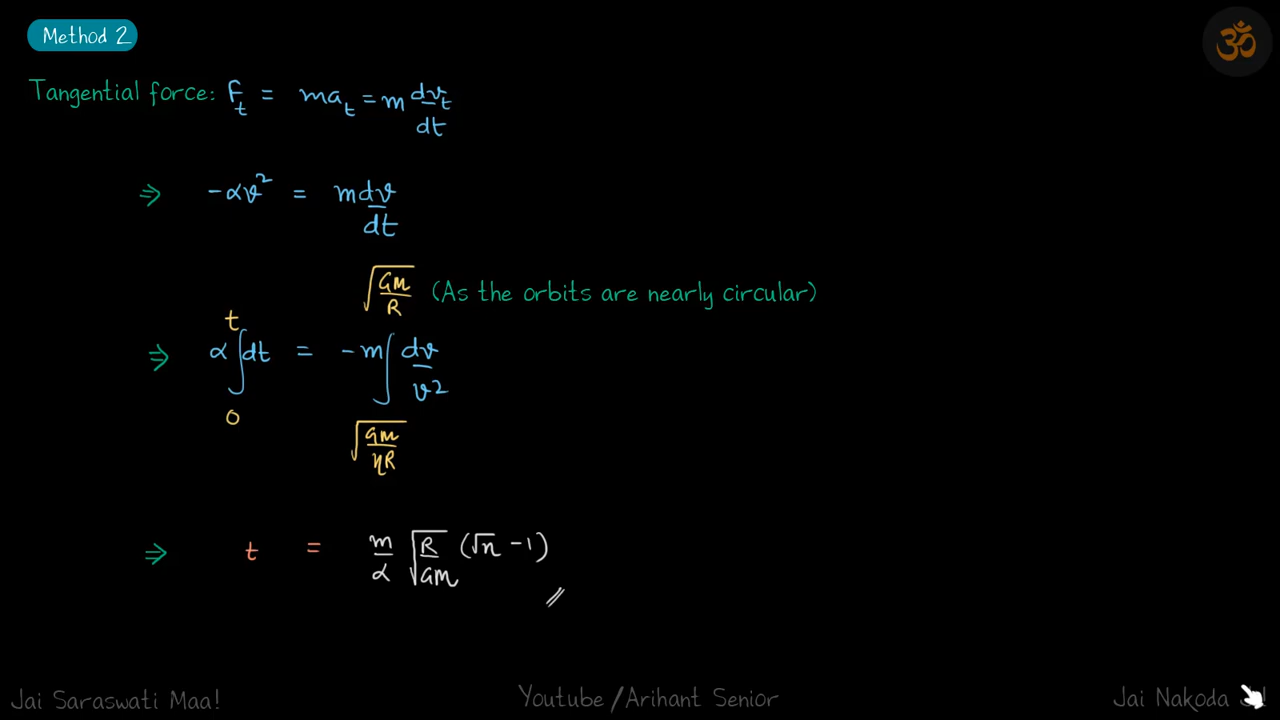 Method 2
ॐ
Tangential force: F_t = ma_t = m dv_t/dt
⇒ -αv² = m dv/dt
√(GM/R) (As the orbits are nearly circular)
t
⇒ α∫dt = -m∫dv/v²
0
√(GM/ηR)
⇒ t = m/α √(R/GM) (√n - 1)
Jai Saraswati Maa!
Youtube/Arihant Senior
Jai Nakoda